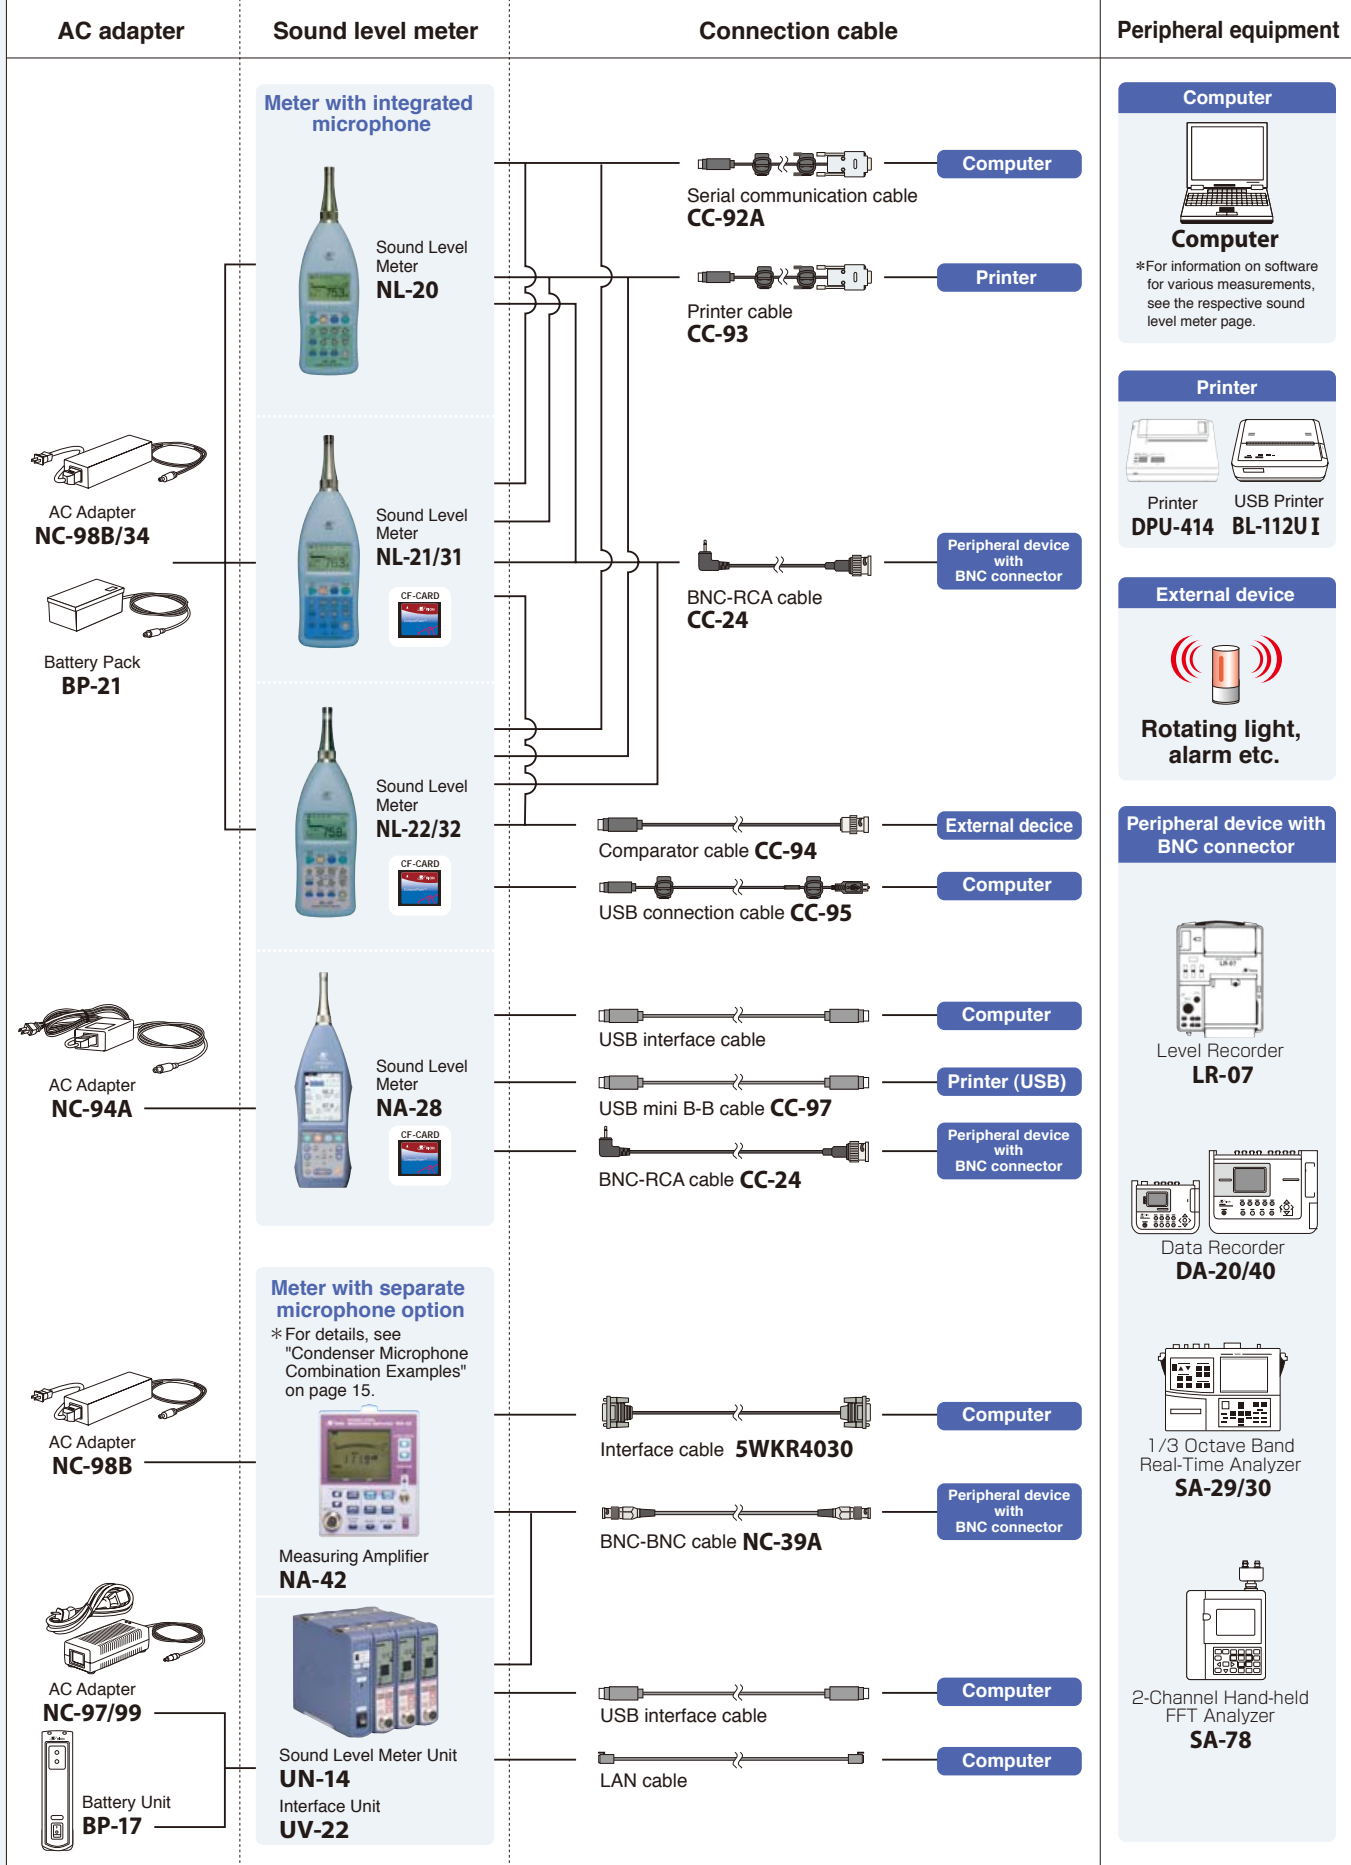 AC adapter
Sound level meter
Connection cable
Peripheral equipment
Meter with integrated
microphone
Sound Level
Meter
NL-20
Serial communication cable
CC-92A
Computer
Printer cable
CC-93
Printer
AC Adapter
NC-98B/34
Battery Pack
BP-21
Sound Level
Meter
NL-21/31
CF-CARD
BNC-RCA cable
CC-24
Peripheral device
with
BNC connector
Sound Level
Meter
NL-22/32
CF-CARD
Comparator cable CC-94
External decice
USB connection cable CC-95
Computer
AC Adapter
NC-94A
Sound Level
Meter
NA-28
CF-CARD
USB interface cable
Computer
USB mini B-B cable CC-97
Printer (USB)
BNC-RCA cable CC-24
Peripheral device
with
BNC connector
Meter with separate
microphone option
*For details, see
"Condenser Microphone
Combination Examples"
on page 15.
AC Adapter
NC-98B
Measuring Amplifier
NA-42
Interface cable 5WKR4030
Computer
BNC-BNC cable NC-39A
Peripheral device
with
BNC connector
AC Adapter
NC-97/99
Battery Unit
BP-17
Sound Level Meter Unit
UN-14
Interface Unit
UV-22
USB interface cable
Computer
LAN cable
Computer
Computer
Computer
*For information on software
for various measurements,
see the respective sound
level meter page.
Printer
Printer
DPU-414
USB Printer
BL-112UI
External device
Rotating light,
alarm etc.
Peripheral device with
BNC connector
LR-07
Level Recorder
LR-07
Data Recorder
DA-20/40
1/3 Octave Band
Real-Time Analyzer
SA-29/30
2-Channel Hand-held
FFT Analyzer
SA-78